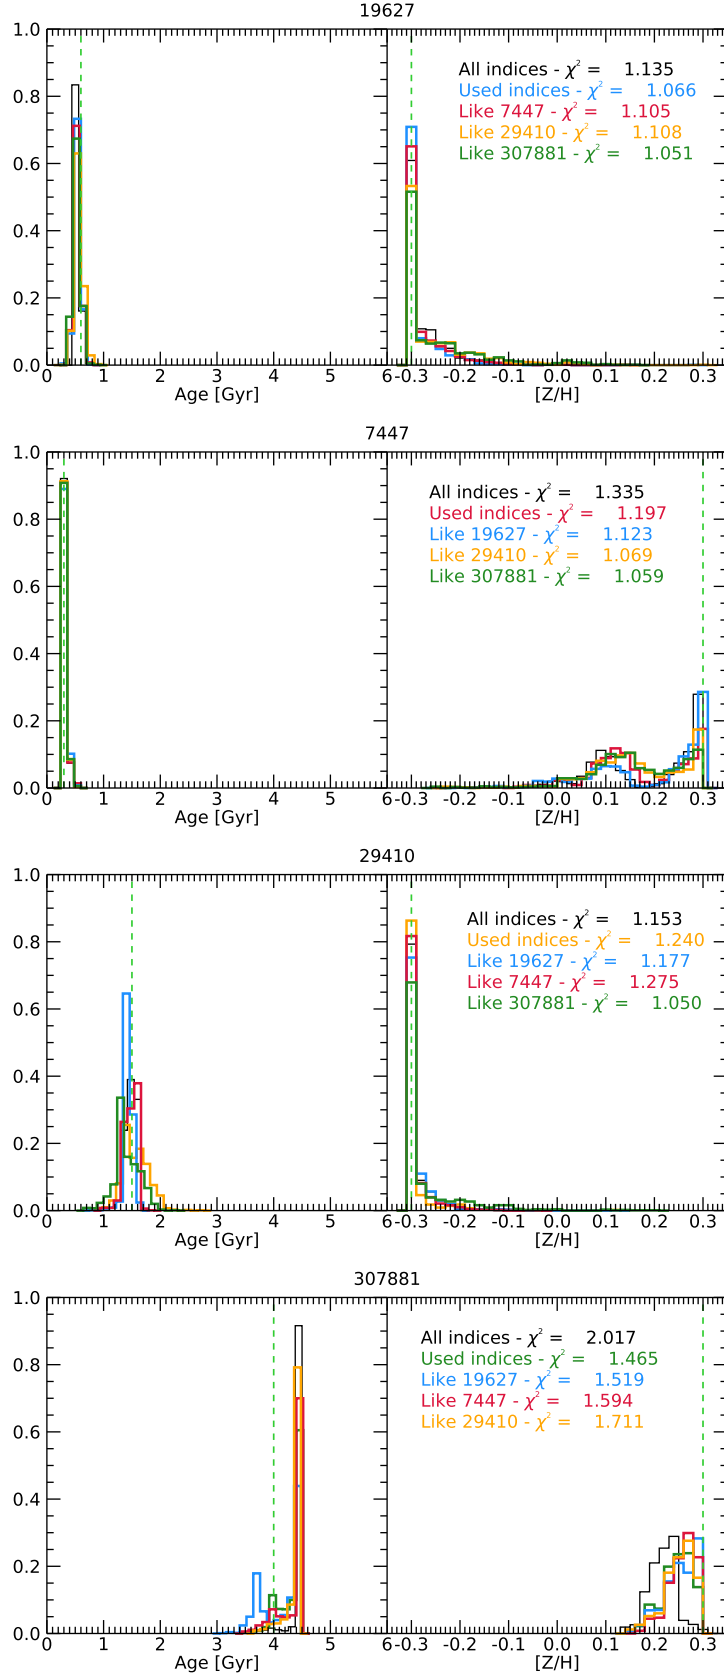 19627
1.0
0.8
0.6
0.4
0.2
0.0
All indices - χ² = 1.135
Used indices - χ² = 1.066
Like 7447 - χ² = 1.105
Like 29410 - χ² = 1.108
Like 307881 - χ² = 1.051
0 1 2 3 4 5 6 -0.3 -0.2 -0.1 0.0 0.1 0.2 0.3
Age [Gyr] [Z/H]
7447
1.0
0.8
0.6
0.4
0.2
0.0
All indices - χ² = 1.335
Used indices - χ² = 1.197
Like 19627 - χ² = 1.123
Like 29410 - χ² = 1.069
Like 307881 - χ² = 1.059
0 1 2 3 4 5 6 -0.3 -0.2 -0.1 0.0 0.1 0.2 0.3
Age [Gyr] [Z/H]
29410
1.0
0.8
0.6
0.4
0.2
0.0
All indices - χ² = 1.153
Used indices - χ² = 1.240
Like 19627 - χ² = 1.177
Like 7447 - χ² = 1.275
Like 307881 - χ² = 1.050
0 1 2 3 4 5 6 -0.3 -0.2 -0.1 0.0 0.1 0.2 0.3
Age [Gyr] [Z/H]
307881
1.0
0.8
0.6
0.4
0.2
0.0
All indices - χ² = 2.017
Used indices - χ² = 1.465
Like 19627 - χ² = 1.519
Like 7447 - χ² = 1.594
Like 29410 - χ² = 1.711
0 1 2 3 4 5 6 -0.3 -0.2 -0.1 0.0 0.1 0.2 0.3
Age [Gyr] [Z/H]